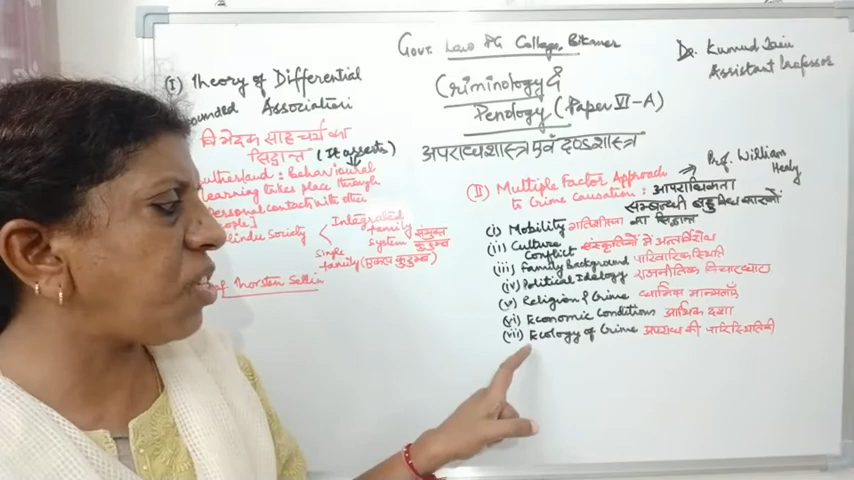 Govt. Law PG College, Bikaner
Dr. Kumud Jain
Assistant Professor
Criminology &
Penology (Paper VI-A)
अपराधशास्त्र एवं दण्डशास्त्र
(I) Theory of Differential
Association
विभेदक साहचर्य का
सिद्धान्त (It asserts)
Sutherland : Behavioural
learning takes place through
personal contacts with other
people]
Hindu Society
Integrated family system संयुक्त कुटुम्ब
Single family (एकल कुटुम्ब)
Prof Thorsten Sellin
(II) Multiple Factor Approach → Prof. William Healy
to Crime Causation : आपराधिकता
सम्बन्धी बहुविध कारणों
का सिद्धान्त
(i) Mobility गतिशीलता
(ii) Culture Conflict संस्कृतियों में अन्तर्विरोध
(iii) Family Background पारिवारिक स्थिति
(iv) Political Idealogy राजनीतिक विचारधारा
(v) Religion & Crime धार्मिक मान्यताएँ
(vi) Economic Conditions आर्थिक दशा
(vii) Ecology of Crime अपराध की पारिस्थितिकी